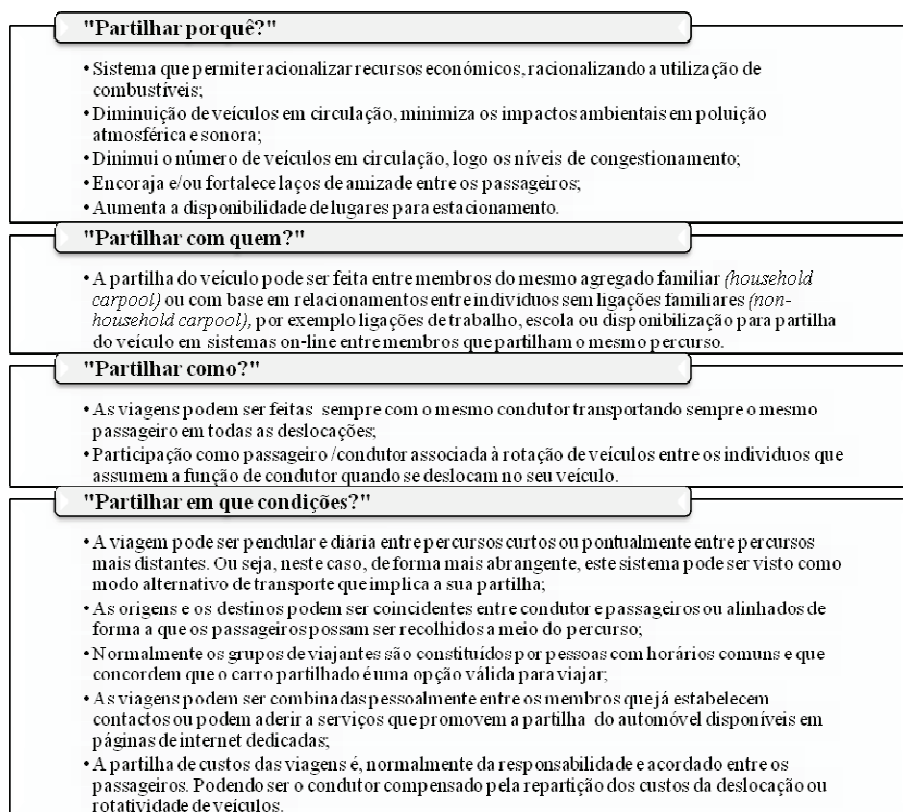 "Partilhar porquê?"
• Sistema que permite racionalizar recursos económicos, racionalizando a utilização de
combustíveis;
• Diminuição de veículos em circulação, minimiza os impactos ambientais em poluição
atmosférica e sonora;
• Dinimui o número de veículos em circulação, logo os níveis de congestionamento;
• Encoraja e/ou fortalece laços de amizade entre os passageiros;
• Aumenta a disponibilidade de lugares para estacionamento.
"Partilhar com quem?"
• A partilha do veículo pode ser feita entre membros do mesmo agregado familiar (household
carpool) ou com base em relacionamentos entre indivíduos sem ligações familiares (non-
household carpool), por exemplo ligações de trabalho, escola ou disponibilização para partilha
do veículo em sistemas on-line entre membros que partilham o mesmo percurso.
"Partilhar como?"
• As viagens podem ser feitas sempre com o mesmo condutor transportando sempre o mesmo
passageiro em todas as deslocações;
• Participação como passageiro /condutor associada à rotação de veículos entre os individuos que
assumem a função de condutor quando se deslocam no seu veículo.
"Partilhar em que condições?"
• A viagem pode ser pendular e diária entre percursos curtos ou pontualmente entre percursos
mais distantes. Ou seja, neste caso, de forma mais abrangente, este sistema pode ser visto como
modo alternativo de transporte que implica a sua partilha;
• As origens e os destinos podem ser coincidentes entre condutor e passageiros ou alinhados de
forma a que os passageiros possam ser recolhidos a meio do percurso;
• Normalmente os grupos de viajantes são constituídos por pessoas com horários comuns e que
concordem que o carro partilhado é uma opção válida para viajar;
• As viagens podem ser combinadas pessoalmente entre os membros que já estabelecem
contactos ou podem aderir a serviços que promovem a partilha do automóvel disponíveis em
páginas de internet dedicadas;
• A partilha de custos das viagens é, normalmente da responsabilidade e acordado entre os
passageiros. Podendo ser o condutor compensado pela repartição dos custos da deslocação ou
rotatividade de veículos.